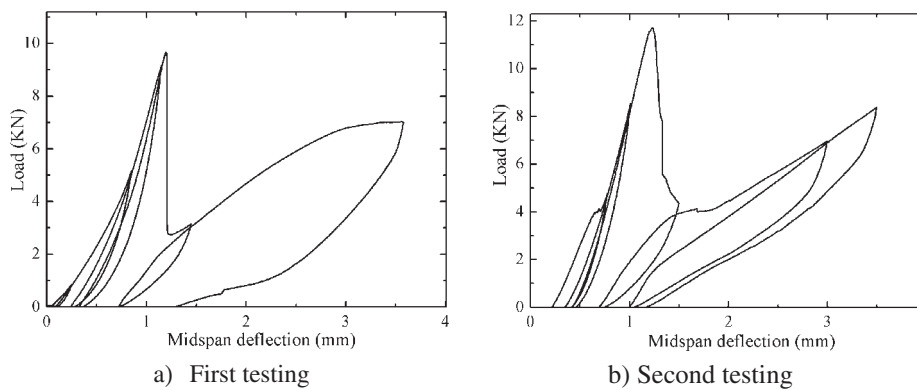 10
8
6
4
2
0
Load (KN)
0 1 2 3 4
Midspan deflection (mm)
a) First testing
12
10
8
6
4
2
0
Load (KN)
0 1 2 3 4
Midspan deflection (mm)
b) Second testing